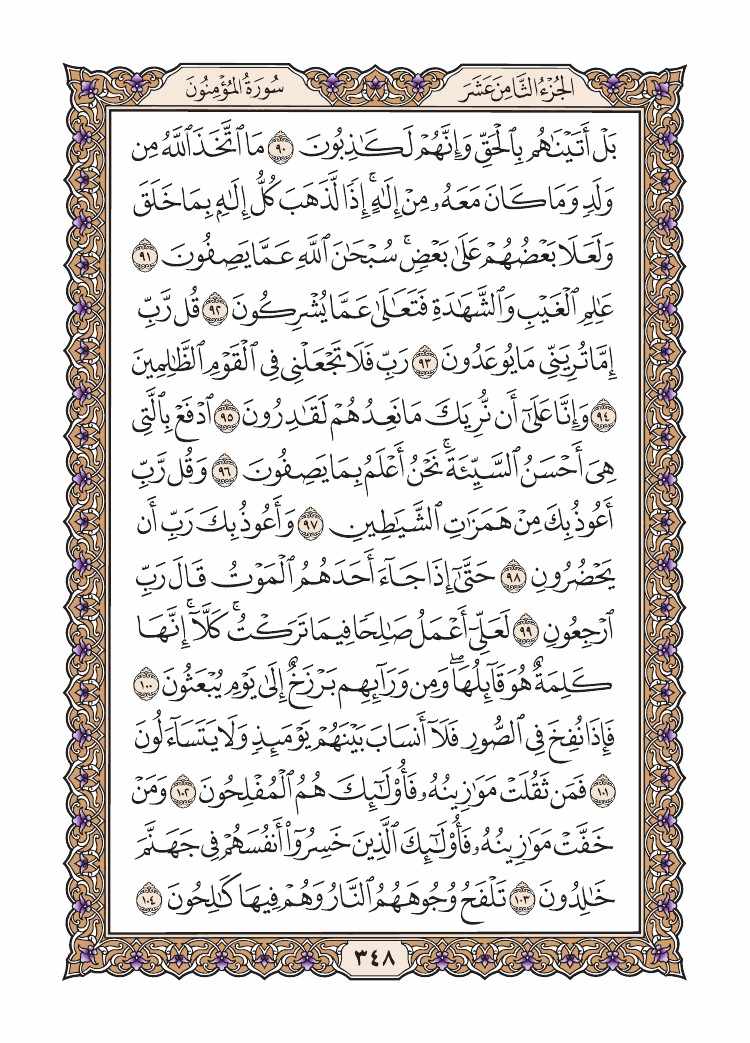 الجُزْءُ الثَّامِنَ عَشَرَ
سُورَةُ المُؤْمِنُونَ
بَلْ أَتَيْنَٰهُم بِٱلْحَقِّ وَإِنَّهُمْ لَكَٰذِبُونَ ٩٠ مَا ٱتَّخَذَ ٱللَّهُ مِن
وَلَدٍ وَمَا كَانَ مَعَهُۥ مِنْ إِلَٰهٍ ۚ إِذًا لَّذَهَبَ كُلُّ إِلَٰهٍۭ بِمَا خَلَقَ
وَلَعَلَا بَعْضُهُمْ عَلَىٰ بَعْضٍ ۚ سُبْحَٰنَ ٱللَّهِ عَمَّا يَصِفُونَ ٩١
عَٰلِمِ ٱلْغَيْبِ وَٱلشَّهَٰدَةِ فَتَعَٰلَىٰ عَمَّا يُشْرِكُونَ ٩٢ قُل رَّبِّ
إِمَّا تُرِيَنِّى مَا يُوعَدُونَ ٩٣ رَبِّ فَلَا تَجْعَلْنِى فِى ٱلْقَوْمِ ٱلظَّٰلِمِينَ
٩٤ وَإِنَّا عَلَىٰٓ أَن نُّرِيَكَ مَا نَعِدُهُمْ لَقَٰدِرُونَ ٩٥ ٱدْفَعْ بِٱلَّتِى
هِىَ أَحْسَنُ ٱلسَّيِّئَةَ ۚ نَحْنُ أَعْلَمُ بِمَا يَصِفُونَ ٩٦ وَقُل رَّبِّ
أَعُوذُ بِكَ مِنْ هَمَزَٰتِ ٱلشَّيَٰطِينِ ٩٧ وَأَعُوذُ بِكَ رَبِّ أَن
يَحْضُرُونِ ٩٨ حَتَّىٰٓ إِذَا جَآءَ أَحَدَهُمُ ٱلْمَوْتُ قَالَ رَبِّ
ٱرْجِعُونِ ٩٩ لَعَلِّىٓ أَعْمَلُ صَٰلِحًا فِيمَا تَرَكْتُ ۚ كَلَّآ ۚ إِنَّهَا
كَلِمَةٌ هُوَ قَآئِلُهَا ۖ وَمِن وَرَآئِهِم بَرْزَخٌ إِلَىٰ يَوْمِ يُبْعَثُونَ ١٠٠
فَإِذَا نُفِخَ فِى ٱلصُّورِ فَلَآ أَنسَابَ بَيْنَهُمْ يَوْمَئِذٍ وَلَا يَتَسَآءَلُونَ
١٠١ فَمَن ثَقُلَتْ مَوَٰزِينُهُۥ فَأُو۟لَٰٓئِكَ هُمُ ٱلْمُفْلِحُونَ ١٠٢ وَمَنْ
خَفَّتْ مَوَٰزِينُهُۥ فَأُو۟لَٰٓئِكَ ٱلَّذِينَ خَسِرُوٓا۟ أَنفُسَهُمْ فِى جَهَنَّمَ
خَٰلِدُونَ ١٠٣ تَلْفَحُ وُجُوهَهُمُ ٱلنَّارُ وَهُمْ فِيهَا كَٰلِحُونَ ١٠٤
٣٤٨